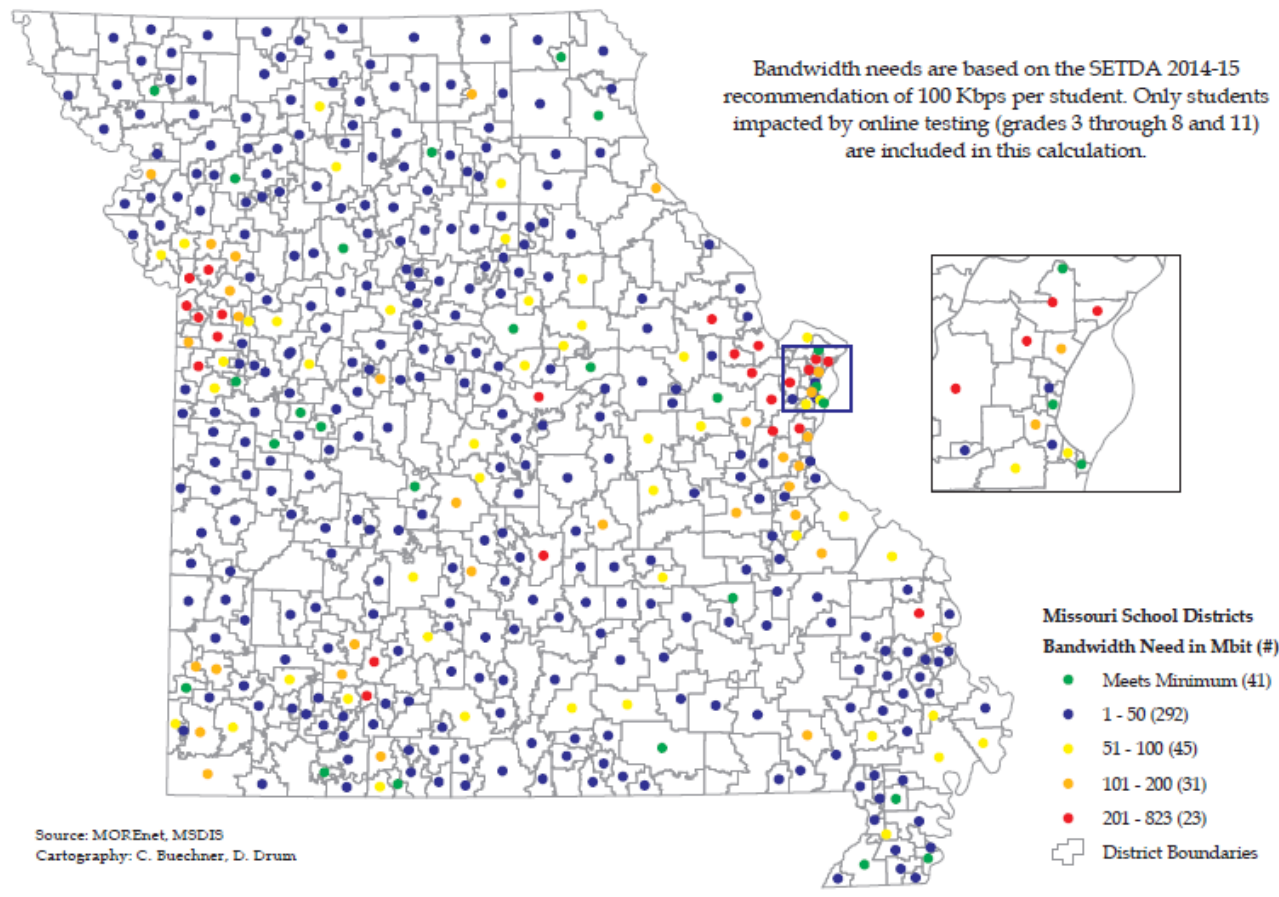 Bandwidth needs are based on the SETDA 2014-15
recommendation of 100 Kbps per student. Only students
impacted by online testing (grades 3 through 8 and 11)
are included in this calculation.
Missouri School Districts
Bandwidth Need in Mbit (#)
Meets Minimum (41)
1 - 50 (292)
51 - 100 (45)
101 - 200 (31)
201 - 823 (23)
District Boundaries
Source: MOREnet, MSDIS
Cartography: C. Buechner, D. Drum